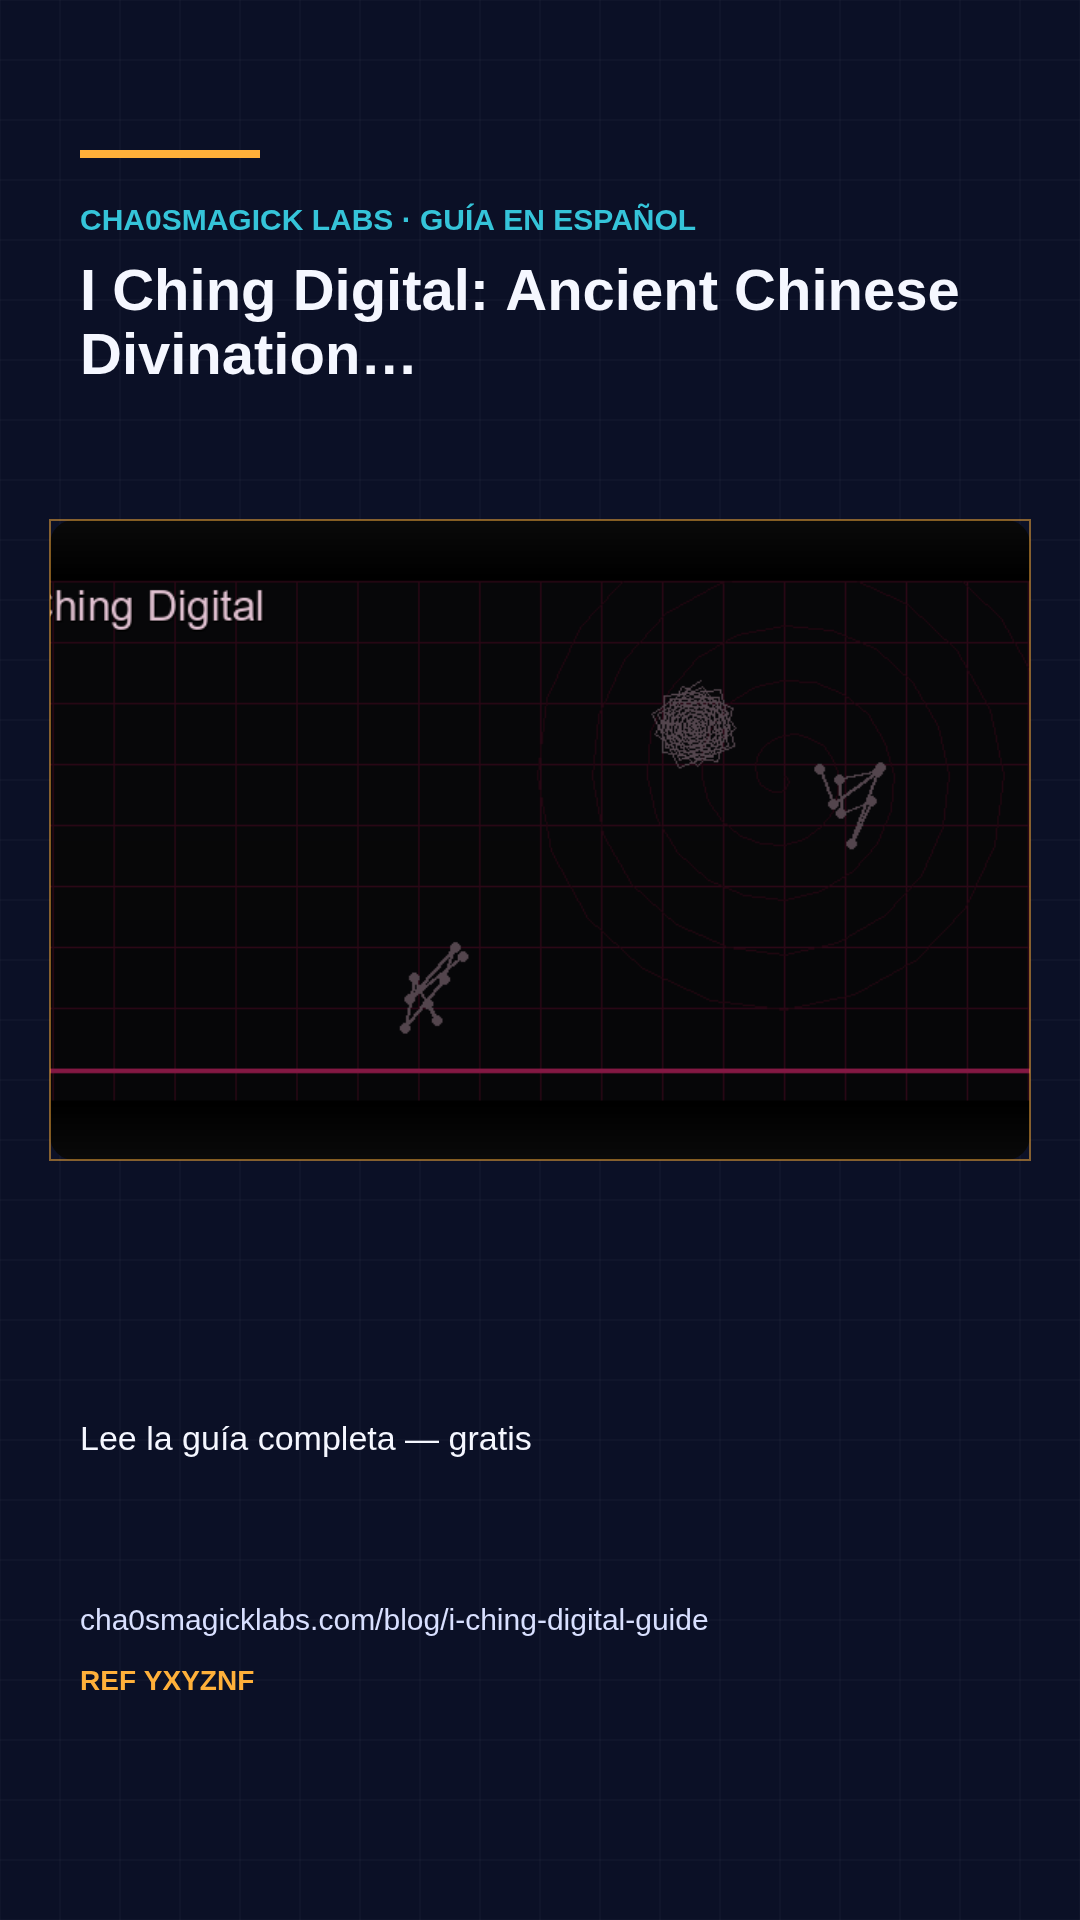 CHA0SMAGICK LABS · GUÍA EN ESPAÑOL
I Ching Digital: Ancient Chinese
Divination…
Ching Digital
Lee la guía completa — gratis
cha0smagicklabs.com/blog/i-ching-digital-guide
REF YXYZNF